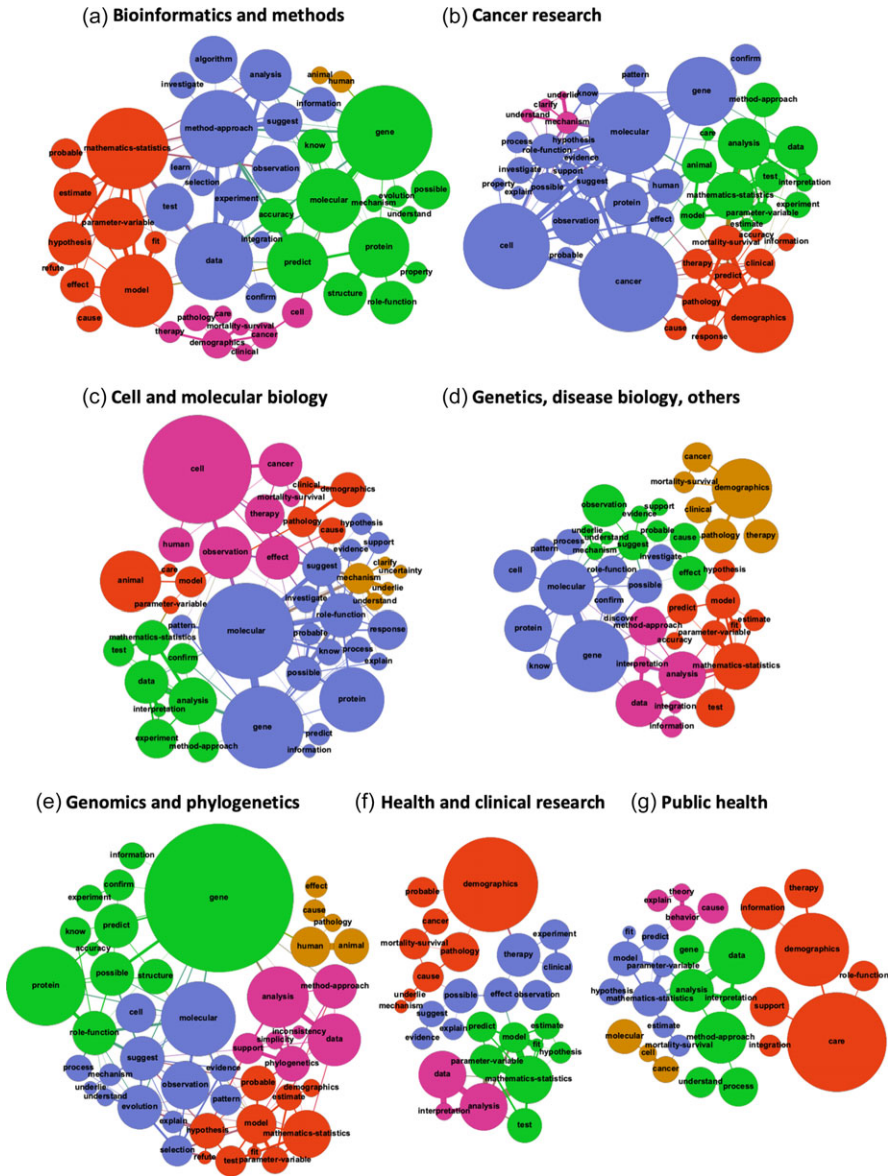 (a) Bioinformatics and methods
algorithm
analysis
investigate
animal
human
information
method-approach
suggest
gene
mathematics-statistics
know
probable
learn
observation
selection
estimate
test
experiment
molecular
evolution
possible
mechanism
understand
parameter-variable
accuracy
hypothesis
fit
integration
refute
data
predict
protein
effect
model
property
confirm
structure
role-function
cause
cell
pathology
care
mortality-survival
therapy
cancer
demographics
clinical
(b) Cancer research
confirm
pattern
underlie
know
gene
clarify
method-approach
understand
mechanism
molecular
process
hypothesis
care
analysis
role-function
data
evidence
animal
investigate
support
test
property
possible
suggest
human
interpretation
explain
mathematics-statistics
protein
experiment
observation
effect
model
parameter-variable
estimate
cell
accuracy
probable
mortality-survival
information
therapy
clinical
cancer
predict
pathology
demographics
cause
response
(c) Cell and molecular biology
cell
cancer
clinical
demographics
mortality-survival
therapy
pathology
hypothesis
cause
support
human
observation
evidence
effect
suggest
clarify
care
uncertainty
animal
model
mechanism
underlie
investigate
understand
parameter-variable
role-function
pattern
molecular
probable
response
mathematics-statistics
know
process
test
confirm
explain
possible
data
analysis
protein
interpretation
gene
predict
experiment
method-approach
information
(d) Genetics, disease biology, others
cancer
mortality-survival
demographics
observation
support
evidence
clinical
underlie
probable
process
understand
cause
pathology
therapy
pattern
mechanism
suggest
investigate
cell
role-function
effect
hypothesis
molecular
possible
confirm
predict
model
discover
estimate
protein
method-approach
fit
parameter-variable
accuracy
gene
know
interpretation
mathematics-statistics
analysis
data
integration
test
information
(e) Genomics and phylogenetics
information
confirm
gene
experiment
effect
predict
cause
know
pathology
accuracy
human
animal
possible
structure
protein
method-approach
analysis
cell
molecular
role-function
inconsistency
data
simplicity
suggest
support
process
evidence
phylogenetics
mechanism
underlie
observation
probable
demographics
understand
estimate
pattern
evolution
explain
hypothesis
model
mathematics-statistics
selection
fit
refute
test
parameter-variable
(f) Health and clinical research
demographics
probable
cancer
experiment
mortality-survival
pathology
therapy
clinical
cause
underlie
possible
effect
observation
mechanism
suggest
predict
estimate
evidence
explain
model
fit
hypothesis
parameter-variable
data
mathematics-statistics
analysis
interpretation
test
(g) Public health
theory
therapy
explain
cause
behavior
information
fit
predict
gene
data
demographics
model
parameter-variable
role-function
analysis
hypothesis
interpretation
mathematics-statistics
support
estimate
method-approach
molecular
mortality-survival
care
cell
integration
cancer
understand
process